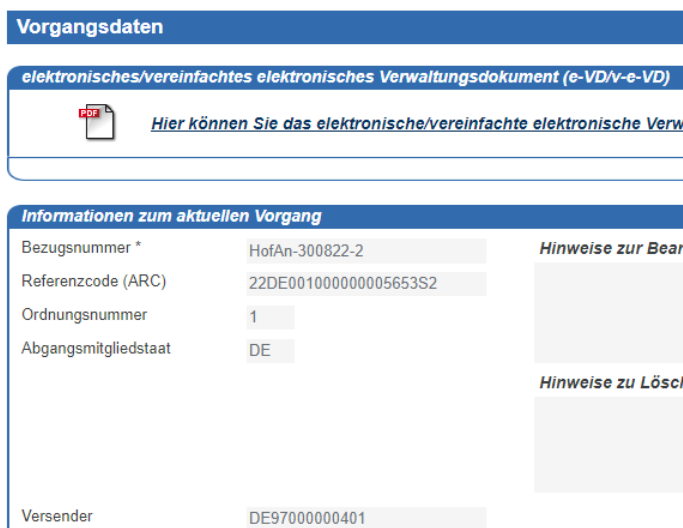 Vorgangsdaten
elektronisches/vereinfachtes elektronisches Verwaltungsdokument (e-VD/v-e-VD)
PDF
Hier können Sie das elektronische/vereinfachte elektronische Verw
Informationen zum aktuellen Vorgang
Bezugsnummer * HofAn-300822-2
Hinweise zur Bear
Referenzcode (ARC) 22DE001000000005653S2
Ordnungsnummer 1
Abgangsmitgliedstaat DE
Hinweise zu Lösch
Versender DE97000000401